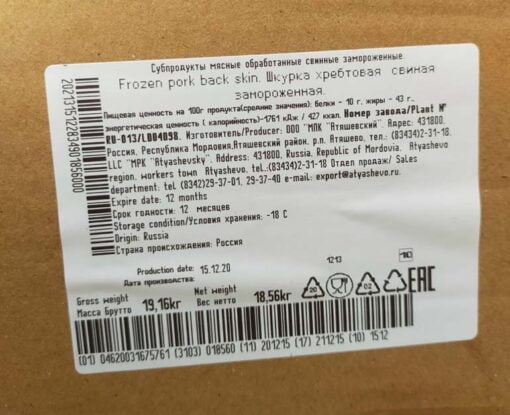 Субпродукты мясные обработанные свинные замороженные
Frozen pork back skin. Шкурка хребтовая свиная
замороженная.
Пищевая ценность на 100г продукта(средние значения): белки - 10 г. жиры - 43 г.
энергетическая ценность ( калорийность)-1761 кДж / 427 ккал. Номер завода/Plant №
RU-013/LD04098. Изготовитель/Producer: ООО "МПК "Атяшевский". Адрес: 431800,
Россия, Республика Мордовия,Атяшевский район, р.п. Атяшево, тел.: (83434)2-31-18.
LLC "MPK "Atyashevsky". Address: 431800, Russia, Republic of Mordovia. Atyashevo
region, workers town Atyashevo, tel.: (83434)2-31-18 Отдел продаж/ Sales
department: tel (8342)29-37-01, 29-37-40 e-mail: export@atyashevo.ru.
Expire date: 12 months
Срок годности: 12 месяцев
Storage condition/Условия хранения: -18 C
Origin: Russia
Страна происхождения: Россия
Production date: 15.12.20
Дата производства:
1213
Gross weight
Масса Брутто 19,16кг
Net weight
Вес нетто 18,56кг
20
02
EAC
(01) 04620031675761 (3103) 018560 (11) 201215 (17) 211215 (10) 1512